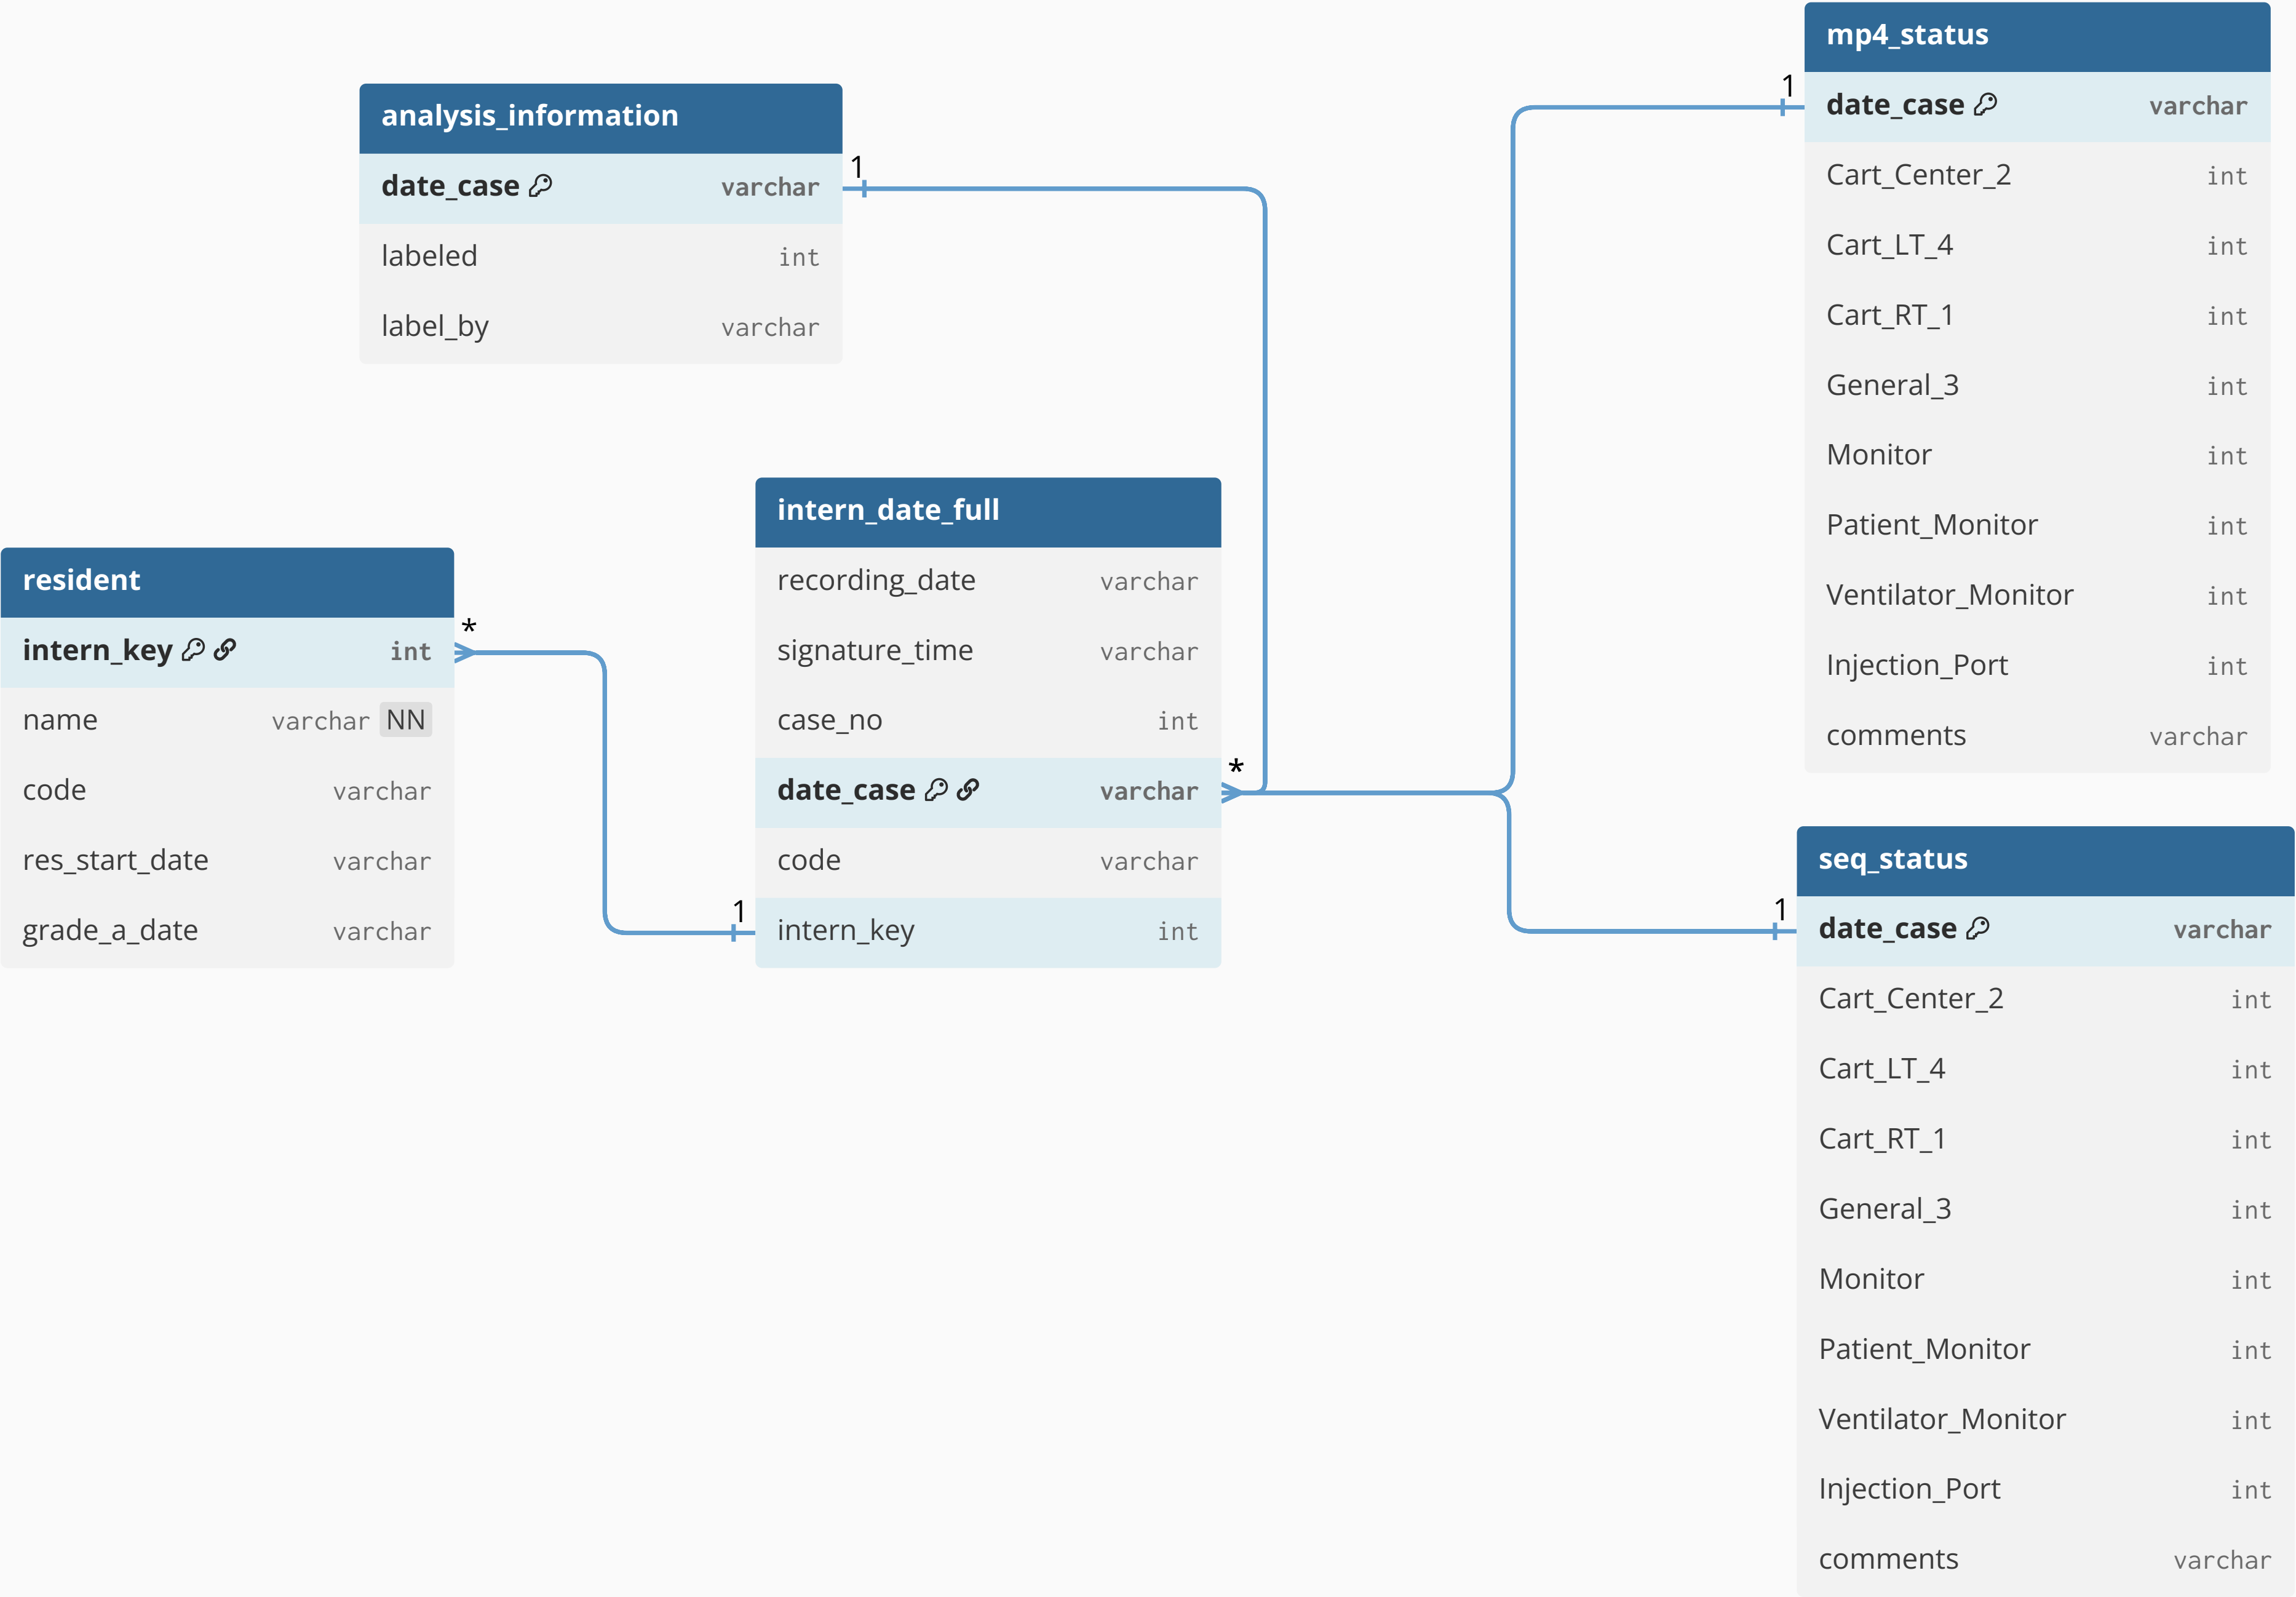 analysis_information
date_case varchar
labeled int
label_by varchar
resident
intern_key int
name varchar NN
code varchar
res_start_date varchar
grade_a_date varchar
*
1
intern_date_full
recording_date varchar
signature_time varchar
case_no int
date_case varchar
code varchar
intern_key int
1
*
mp4_status
date_case varchar
Cart_Center_2 int
Cart_LT_4 int
Cart_RT_1 int
General_3 int
Monitor int
Patient_Monitor int
Ventilator_Monitor int
Injection_Port int
comments varchar
1
seq_status
date_case varchar
Cart_Center_2 int
Cart_LT_4 int
Cart_RT_1 int
General_3 int
Monitor int
Patient_Monitor int
Ventilator_Monitor int
Injection_Port int
comments varchar
1